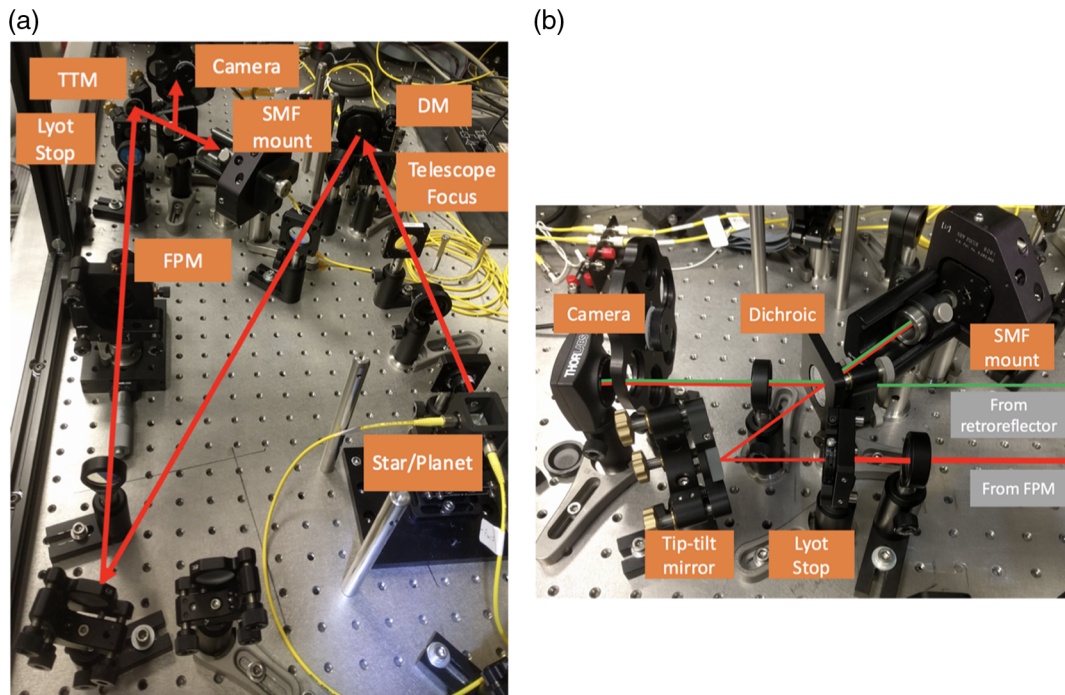 (a)
(b)
TTM
Camera
Lyot
Stop
SMF
mount
DM
Telescope
Focus
FPM
Star/Planet
Camera
THORLABS
Dichroic
SMF
mount
From
retroreflector
From FPM
Tip-tilt
mirror
Lyot
Stop